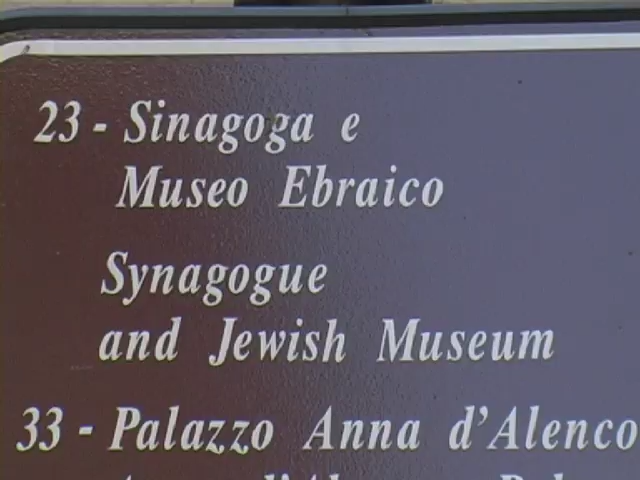 23 - Sinagoga e
Museo Ebraico
Synagogue
and Jewish Museum
33 - Palazzo Anna d'Alenco